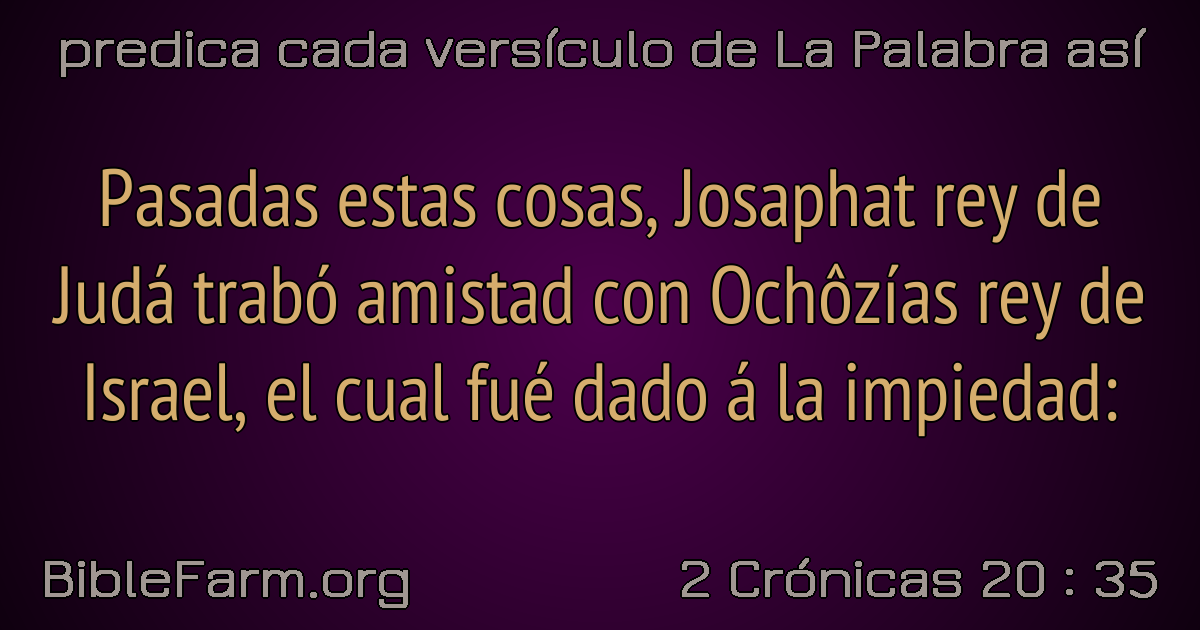 predica cada versículo de La Palabra así
Pasadas estas cosas, Josaphat rey de
Judá trabó amistad con Ochôzías rey de
Israel, el cual fué dado á la impiedad:
BibleFarm.org
2 Crónicas 20 : 35